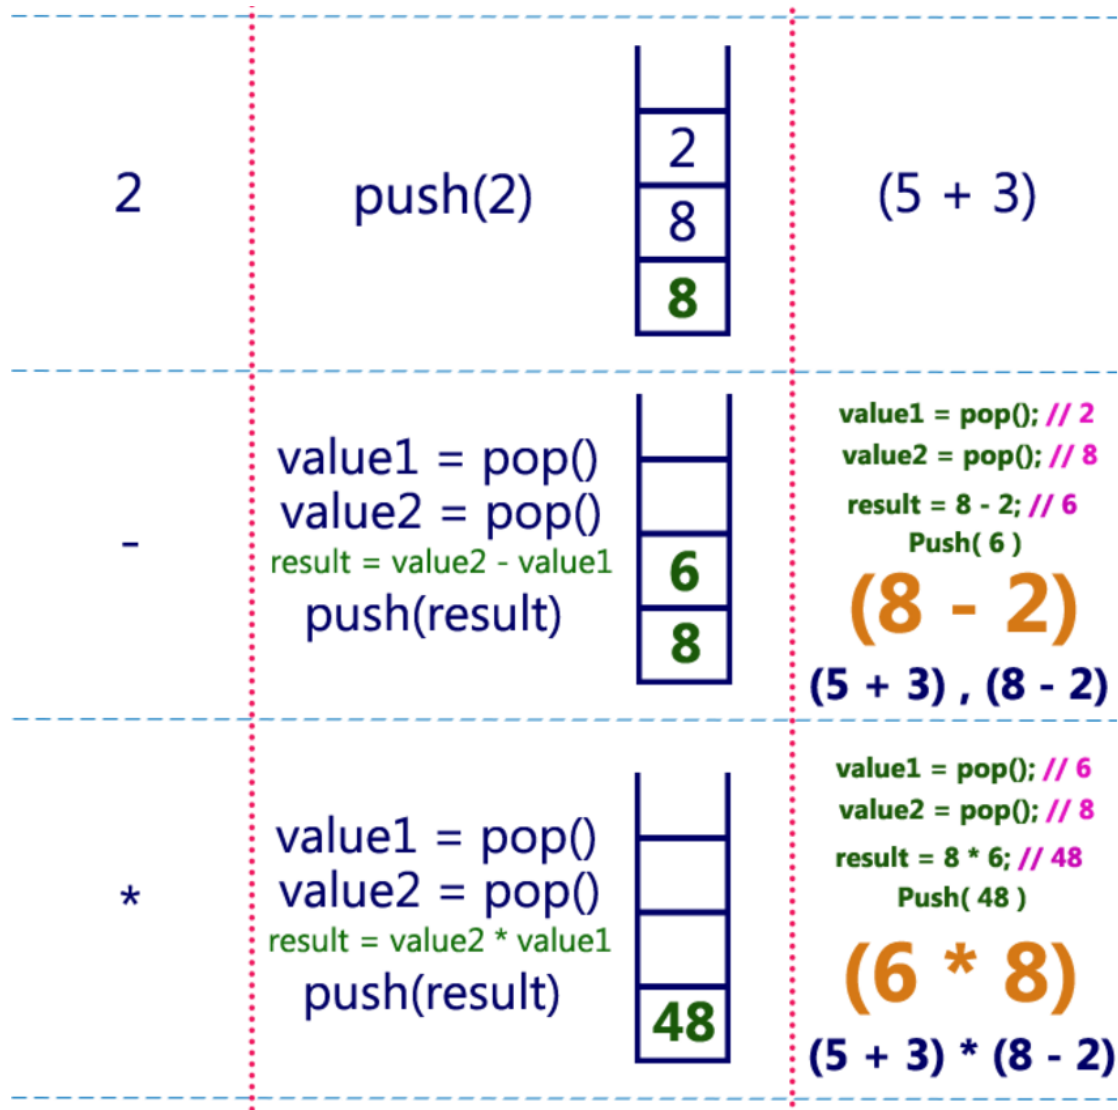 2
push(2)
2
8
8
(5 + 3)
-
value1 = pop()
value2 = pop()
result = value2 - value1
push(result)
6
8
value1 = pop(); // 2
value2 = pop(); // 8
result = 8 - 2; // 6
Push( 6 )
(8 - 2)
(5 + 3) , (8 - 2)
*
value1 = pop()
value2 = pop()
result = value2 * value1
push(result)
48
value1 = pop(); // 6
value2 = pop(); // 8
result = 8 * 6; // 48
Push( 48 )
(6 * 8)
(5 + 3) * (8 - 2)